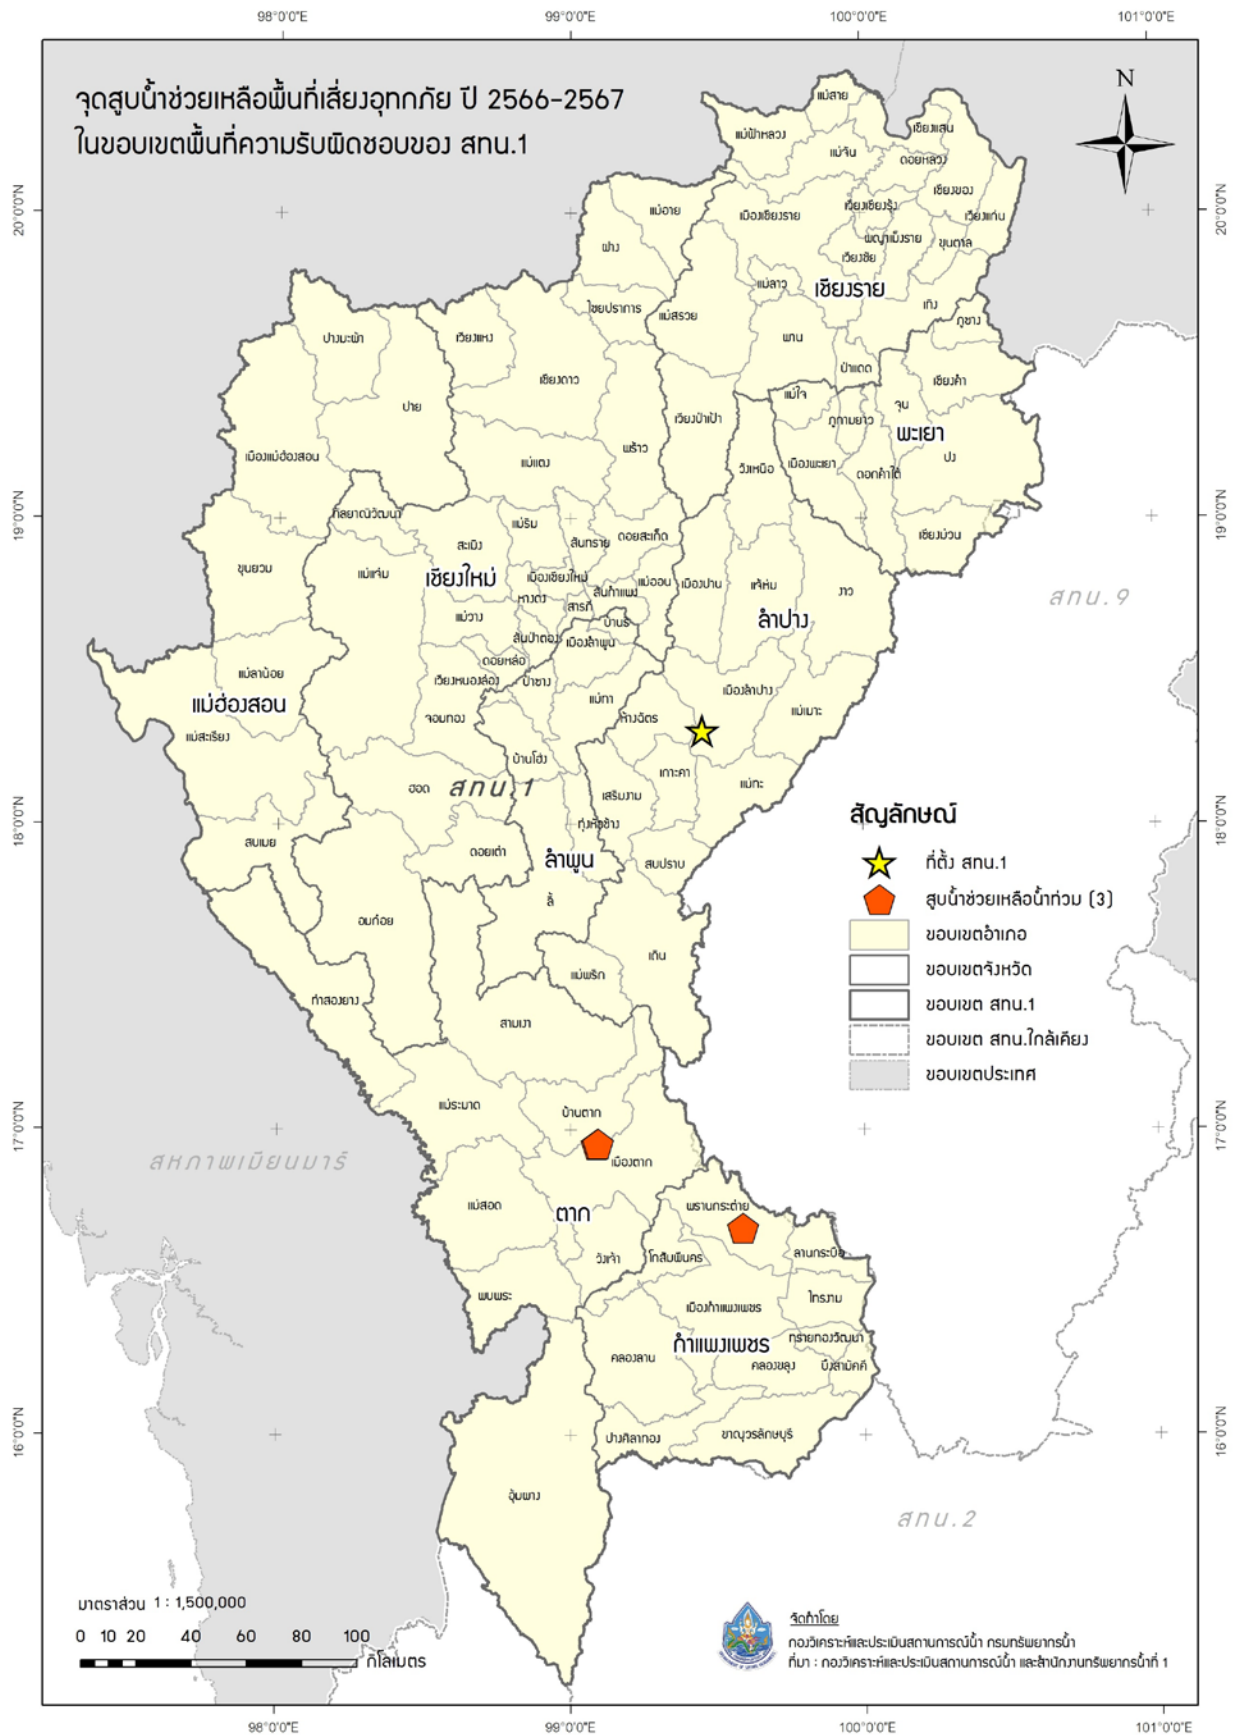 98°0'0"E 99°0'0"E 100°0'0"E 101°0'0"E
จุดสูบน้ำช่วยเหลือพื้นที่เสี่ยงอุทกภัย ปี 2566-2567
ในขอบเขตพื้นที่ความรับผิดชอบของ สทน.1
N
แม่สาย
แม่ฟ้าหลวง
เชียงแสน
แม่จัน
ดอยหลวง
เชียงของ
20°0'0"N
แม่อาย
เมืองเชียงราย
เวียงเชียงรุ้ง
เวียงแก่น
20°0'0"N
ฝาง
พญาเม็งราย
ขุนตาล
เวียงชัย
แม่ลาว
เชียงราย
ไชยปราการ
แม่สรวย
เทิง
ภูซาง
ปางมะผ้า
เวียงแหง
พาน
ป่าแดด
เชียงดาว
เชียงคำ
ปาย
แม่ใจ
จุน
เวียงป่าเป้า
ภูกามยาว
พะเยา
เมืองแม่ฮ่องสอน
แม่แตง
พร้าว
วังเหนือ
เมืองพะเยา
ปง
ดอกคำใต้
19°0'0"N
กัลยาณิวัฒนา
แม่ริม
19°0'0"N
สะเมิง
สันทราย
ดอยสะเก็ด
เชียงม่วน
ขุนยวม
แม่แจ่ม
เชียงใหม่
เมืองเชียงใหม่
แม่ออน
เมืองปาน
แจ้ห่ม
งาว
หางดง
สันกำแพง
สทน.9
แม่วาง
สารภี
บ้านธิ
ลำปาง
สันป่าตอง
เมืองลำพูน
ดอยหล่อ
แม่ลาน้อย
เวียงหนองล่อง
ป่าซาง
เมืองลำปาง
แม่ฮ่องสอน
แม่ทา
จอมทอง
ห้างฉัตร
แม่เมาะ
แม่สะเรียง
บ้านโฮ่ง
เกาะคา
ฮอด
สทน.1
เสริมงาม
แม่ทะ
18°0'0"N
ทุ่งหัวช้าง
18°0'0"N
สบเมย
ดอยเต่า
ลำพูน
สบปราบ
ลี้
อมก๋อย
เถิน
แม่พริก
ท่าสองยาง
สามเงา
สัญลักษณ์
ที่ตั้ง สทน.1
สูบน้ำช่วยเหลือน้ำท่วม (3)
ขอบเขตอำเภอ
ขอบเขตจังหวัด
ขอบเขต สทน.1
ขอบเขต สทน.ใกล้เคียง
ขอบเขตประเทศ
แม่ระมาด
บ้านตาก
17°0'0"N
17°0'0"N
สหภาพเมียนมาร์
เมืองตาก
แม่สอด
ตาก
พรานกระต่าย
วังเจ้า
โกสัมพีนคร
ลานกระบือ
พบพระ
เมืองกำแพงเพชร
ไทรงาม
กำแพงเพชร
ทรายทองวัฒนา
คลองลาน
คลองขลุง
บึงสามัคคี
16°0'0"N
ปางศิลาทอง
ขาณุวรลักษบุรี
16°0'0"N
อุ้มผาง
สทน.2
มาตราส่วน 1 : 1,500,000
0 10 20 40 60 80 100
กิโลเมตร
จัดทำโดย
กองวิเคราะห์และประเมินสถานการณ์น้ำ กรมทรัพยากรน้ำ
ที่มา : กองวิเคราะห์และประเมินสถานการณ์น้ำ และสำนักงานทรัพยากรน้ำที่ 1
98°0'0"E 99°0'0"E 100°0'0"E 101°0'0"E